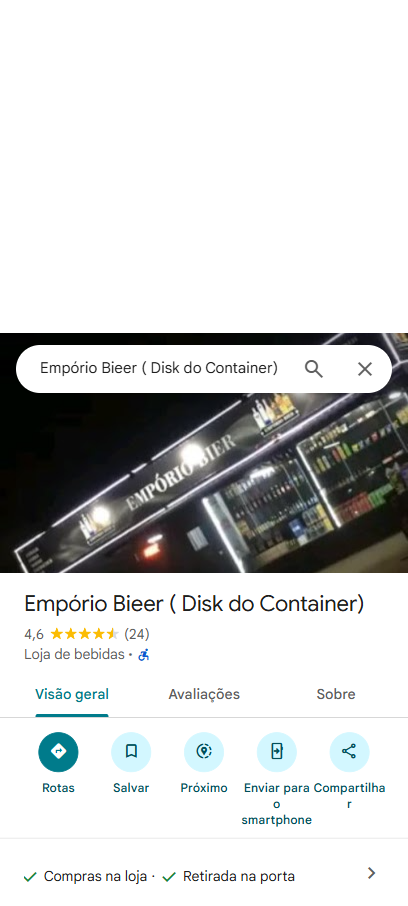 Empório Bieer ( Disk do Container)
EMPÓRIO BIER
Empório Bieer ( Disk do Container)
4,6 (24)
Loja de bebidas ·
Visão geral
Avaliações
Sobre
Rotas
Salvar
Próximo
Enviar para o smartphone
Compartilhar
Compras na loja · Retirada na porta